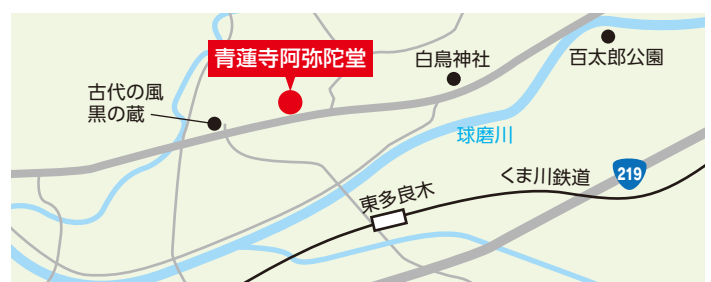 青蓮寺阿弥陀堂
白鳥神社
百太郎公園
古代の風
黒の蔵
球磨川
くま川鉄道
219
東多良木